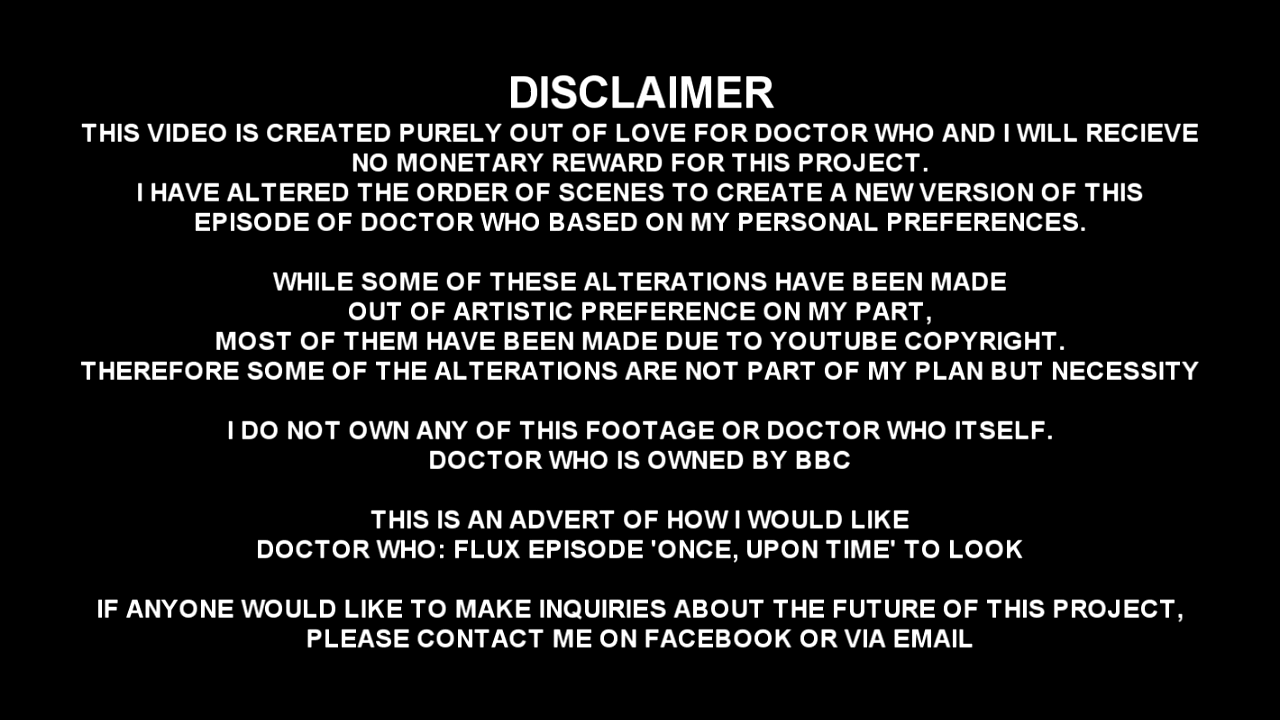 DISCLAIMER
THIS VIDEO IS CREATED PURELY OUT OF LOVE FOR DOCTOR WHO AND I WILL RECIEVE
NO MONETARY REWARD FOR THIS PROJECT.
I HAVE ALTERED THE ORDER OF SCENES TO CREATE A NEW VERSION OF THIS
EPISODE OF DOCTOR WHO BASED ON MY PERSONAL PREFERENCES.
WHILE SOME OF THESE ALTERATIONS HAVE BEEN MADE
OUT OF ARTISTIC PREFERENCE ON MY PART,
MOST OF THEM HAVE BEEN MADE DUE TO YOUTUBE COPYRIGHT.
THEREFORE SOME OF THE ALTERATIONS ARE NOT PART OF MY PLAN BUT NECESSITY
I DO NOT OWN ANY OF THIS FOOTAGE OR DOCTOR WHO ITSELF.
DOCTOR WHO IS OWNED BY BBC
THIS IS AN ADVERT OF HOW I WOULD LIKE
DOCTOR WHO: FLUX EPISODE 'ONCE, UPON TIME' TO LOOK
IF ANYONE WOULD LIKE TO MAKE INQUIRIES ABOUT THE FUTURE OF THIS PROJECT,
PLEASE CONTACT ME ON FACEBOOK OR VIA EMAIL